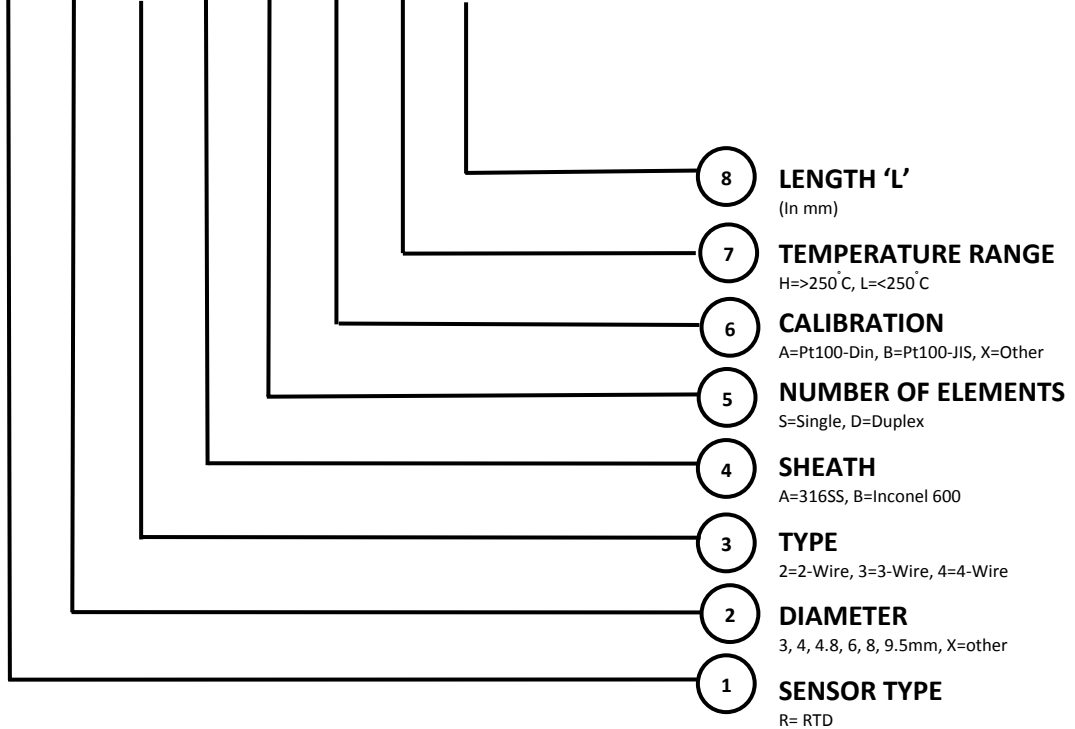 8
LENGTH ‘L’
(In mm)
7
TEMPERATURE RANGE
H=>250°C, L=<250°C
6
CALIBRATION
A=Pt100-Din, B=Pt100-JIS, X=Other
5
NUMBER OF ELEMENTS
S=Single, D=Duplex
4
SHEATH
A=316SS, B=Inconel 600
3
TYPE
2=2-Wire, 3=3-Wire, 4=4-Wire
2
DIAMETER
3, 4, 4.8, 6, 8, 9.5mm, X=other
1
SENSOR TYPE
R= RTD